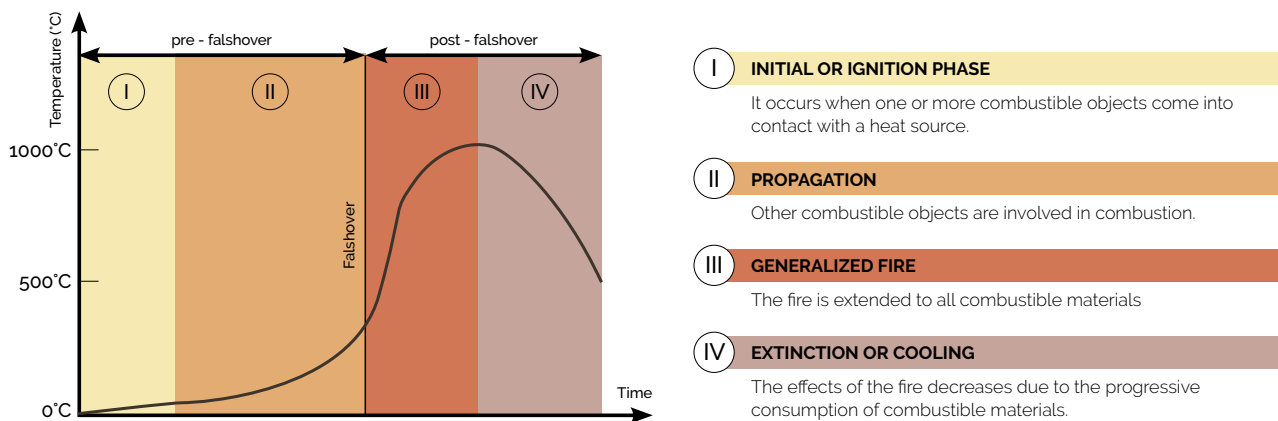 Temperature (°C)
pre - falshover
post - falshover
I
II
III
IV
1000°C
500°C
0°C
Falshover
Time
I
INITIAL OR IGNITION PHASE
It occurs when one or more combustible objects come into
contact with a heat source.
II
PROPAGATION
Other combustible objects are involved in combustion.
III
GENERALIZED FIRE
The fire is extended to all combustible materials
IV
EXTINCTION OR COOLING
The effects of the fire decreases due to the progressive
consumption of combustible materials.